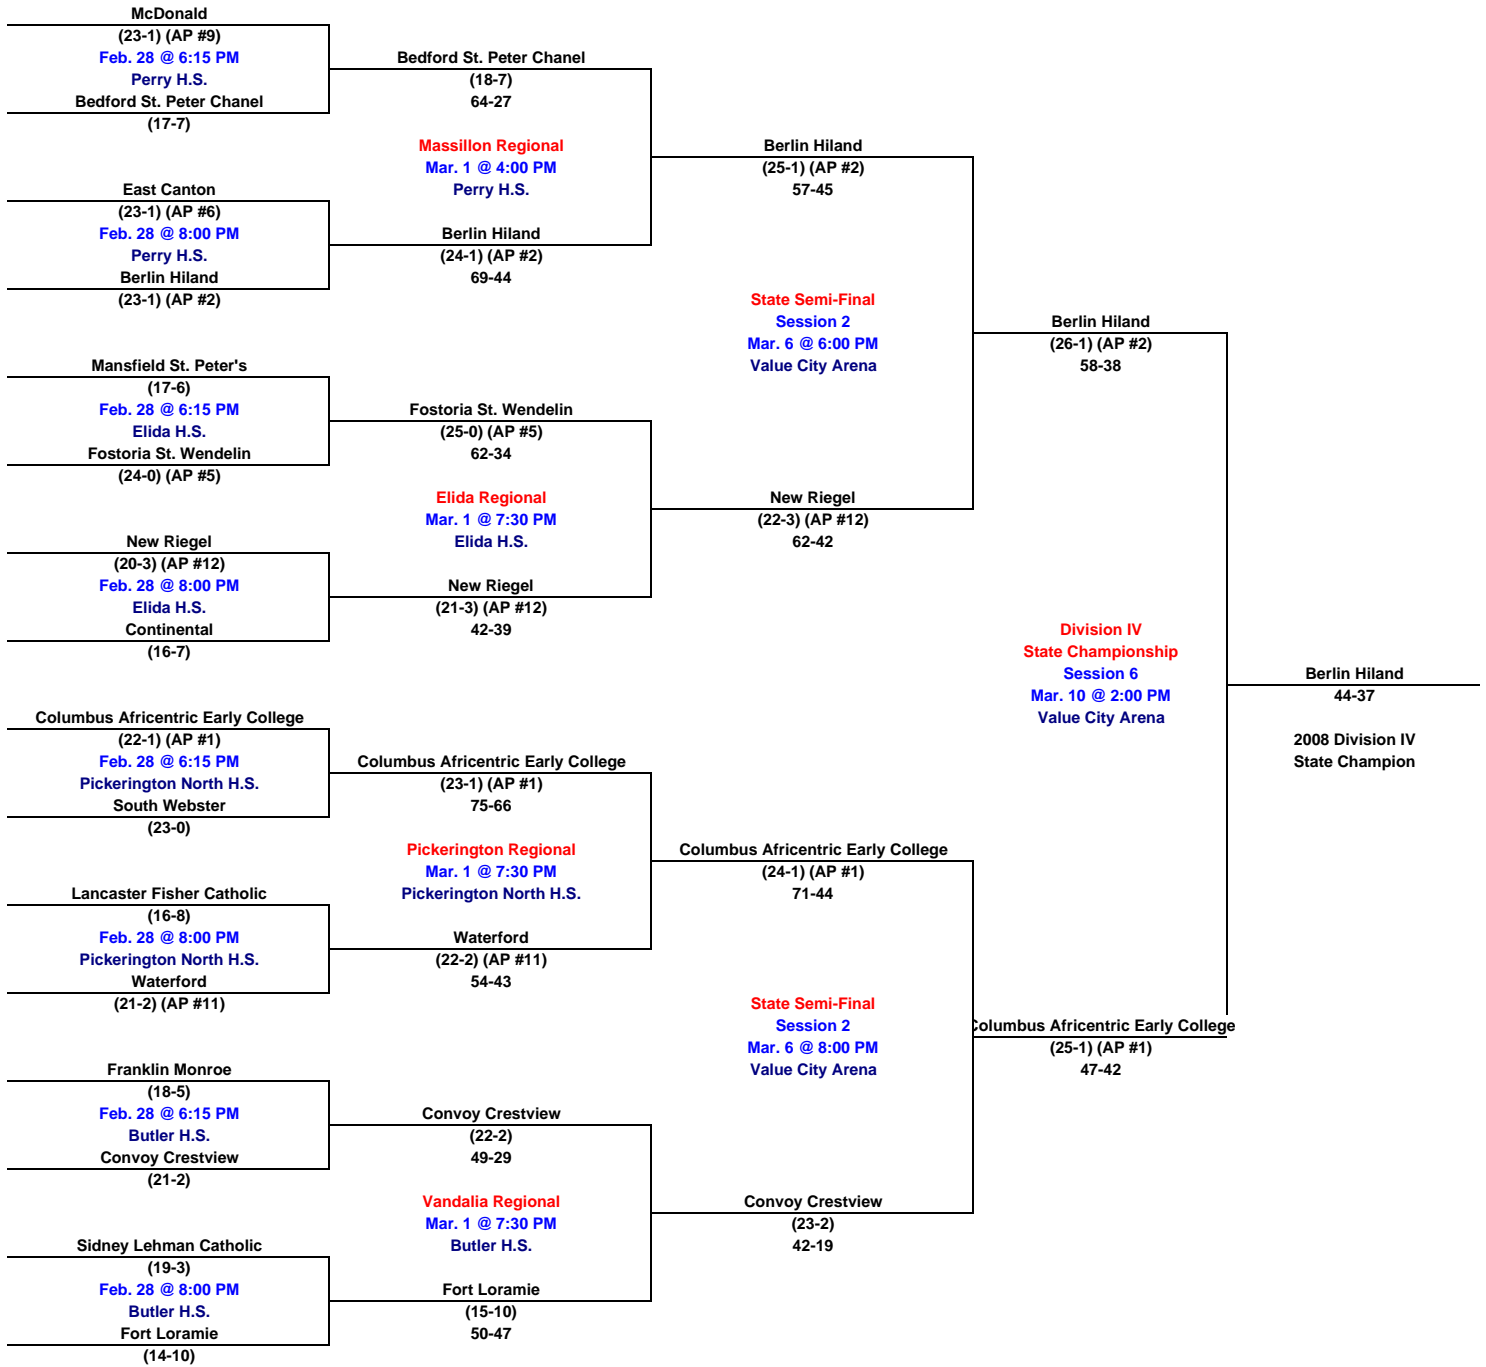 McDonald
(23-1) (AP #9)
Feb. 28 @ 6:15 PM
Perry H.S.
Bedford St. Peter Chanel
(17-7)
East Canton
(23-1) (AP #6)
Feb. 28 @ 8:00 PM
Perry H.S.
Berlin Hiland
(23-1) (AP #2)
Mansfield St. Peter's
(17-6)
Feb. 28 @ 6:15 PM
Elida H.S.
Fostoria St. Wendelin
(24-0) (AP #5)
New Riegel
(20-3) (AP #12)
Feb. 28 @ 8:00 PM
Elida H.S.
Continental
(16-7)
Columbus Africentric Early College
(22-1) (AP #1)
Feb. 28 @ 6:15 PM
Pickerington North H.S.
South Webster
(23-0)
Lancaster Fisher Catholic
(16-8)
Feb. 28 @ 8:00 PM
Pickerington North H.S.
Waterford
(21-2) (AP #11)
Franklin Monroe
(18-5)
Feb. 28 @ 6:15 PM
Butler H.S.
Convoy Crestview
(21-2)
Sidney Lehman Catholic
(19-3)
Feb. 28 @ 8:00 PM
Butler H.S.
Fort Loramie
(14-10)
Bedford St. Peter Chanel
(18-7)
64-27
Massillon Regional
Mar. 1 @ 4:00 PM
Perry H.S.
Berlin Hiland
(24-1) (AP #2)
69-44
Fostoria St. Wendelin
(25-0) (AP #5)
62-34
Elida Regional
Mar. 1 @ 7:30 PM
Elida H.S.
New Riegel
(21-3) (AP #12)
42-39
Columbus Africentric Early College
(23-1) (AP #1)
75-66
Pickerington Regional
Mar. 1 @ 7:30 PM
Pickerington North H.S.
Waterford
(22-2) (AP #11)
54-43
Convoy Crestview
(22-2)
49-29
Vandalia Regional
Mar. 1 @ 7:30 PM
Butler H.S.
Fort Loramie
(15-10)
50-47
Berlin Hiland
(25-1) (AP #2)
57-45
State Semi-Final
Session 2
Mar. 6 @ 6:00 PM
Value City Arena
New Riegel
(22-3) (AP #12)
62-42
Columbus Africentric Early College
(24-1) (AP #1)
71-44
State Semi-Final
Session 2
Mar. 6 @ 8:00 PM
Value City Arena
Convoy Crestview
(23-2)
42-19
Berlin Hiland
(26-1) (AP #2)
58-38
Division IV
State Championship
Session 6
Mar. 10 @ 2:00 PM
Value City Arena
Columbus Africentric Early College
(25-1) (AP #1)
47-42
Berlin Hiland
44-37
2008 Division IV
State Champion